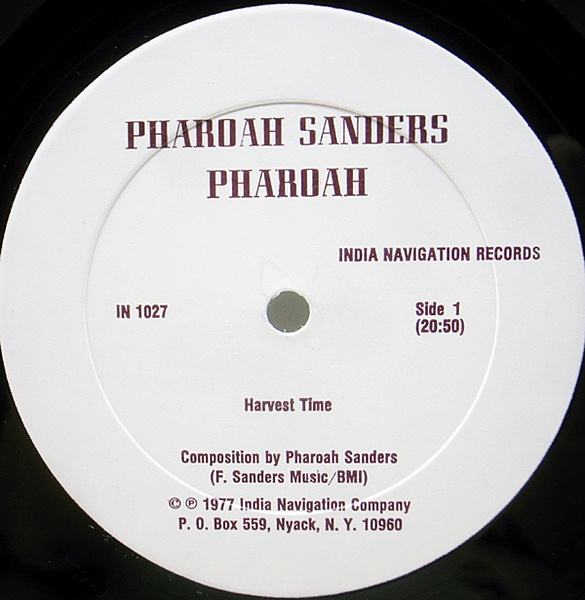 PHAROAH SANDERS
PHAROAH
INDIA NAVIGATION RECORDS
IN 1027
Side 1
(20:50)
Harvest Time
Composition by Pharoah Sanders
(F. Sanders Music/BMI)
© ℗ 1977 India Navigation Company
P. O. Box 559, Nyack, N. Y. 10960